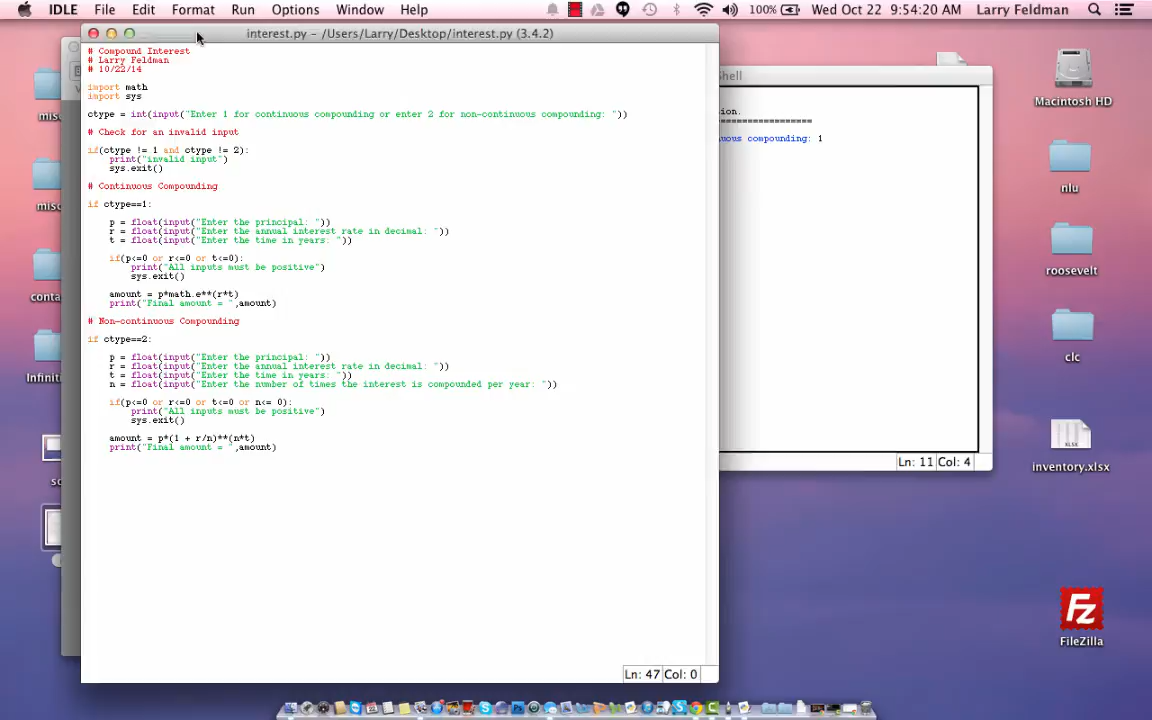 IDLE File Edit Format Run Options Window Help 100% Wed Oct 22 9:54:20 AM Larry Feldman
interest.py - /Users/Larry/Desktop/interest.py (3.4.2)
# Compound Interest
# Larry Feldman
# 10/22/14
import math
import sys
ctype = int(input("Enter 1 for continuous compounding or enter 2 for non-continuous compounding: "))
# Check for an invalid input
if(ctype != 1 and ctype != 2):
print("invalid input")
sys.exit()
# Continuous Compounding
if ctype==1:
p = float(input("Enter the principal: "))
r = float(input("Enter the annual interest rate in decimal: "))
t = float(input("Enter the time in years: "))
if(p<=0 or r<=0 or t<=0):
print("All inputs must be positive")
sys.exit()
amount = p*math.e**(r*t)
print("Final amount = ",amount)
# Non-continuous Compounding
if ctype==2:
p = float(input("Enter the principal: "))
r = float(input("Enter the annual interest rate in decimal: "))
t = float(input("Enter the time in years: "))
n = float(input("Enter the number of times the interest is compounded per year: "))
if(p<=0 or r<=0 or t<=0 or n<= 0):
print("All inputs must be positive")
sys.exit()
amount = p*(1 + r/n)**(n*t)
print("Final amount = ",amount)
Ln: 47 Col: 0
Shell
ion.
==================
uous compounding: 1
Ln: 11 Col: 4
misc
misc
conta
Infiniti
sc
Macintosh HD
nlu
roosevelt
clc
XLSX
inventory.xlsx
Fz
FileZilla